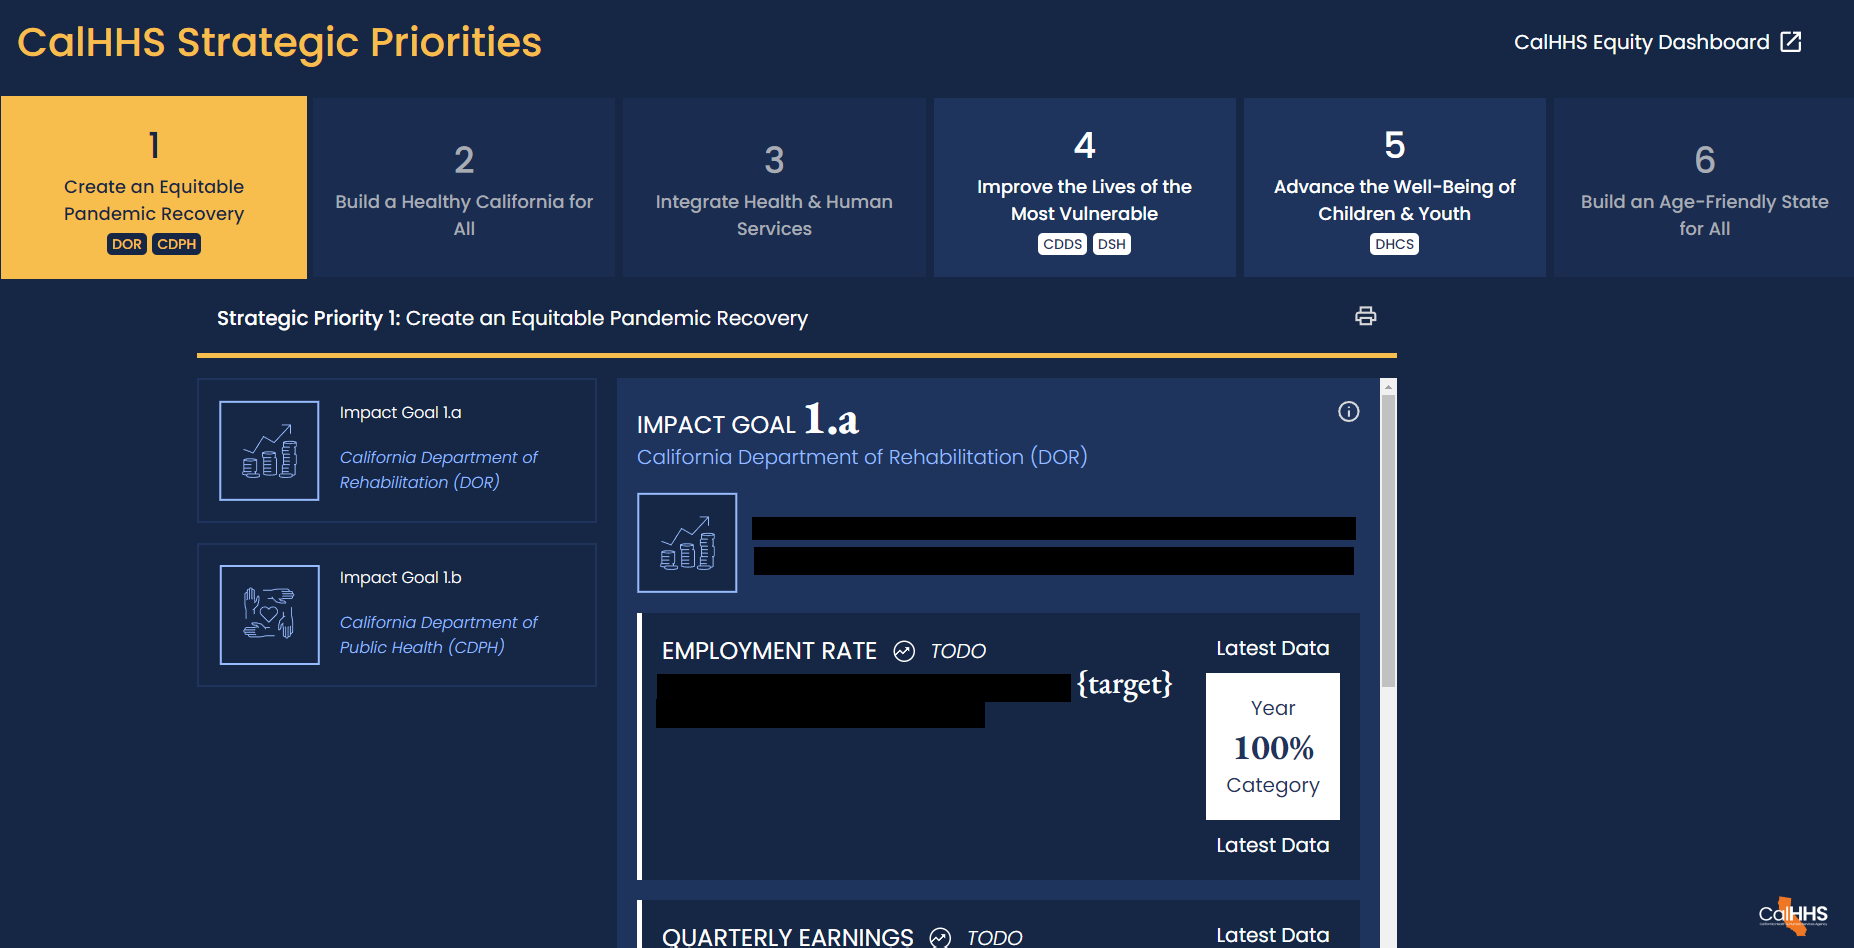 CalHHS Strategic Priorities
CalHHS Equity Dashboard
1
Create an Equitable
Pandemic Recovery
DOR CDPH
2
Build a Healthy California for
All
3
Integrate Health & Human
Services
4
Improve the Lives of the
Most Vulnerable
CDDS DSH
5
Advance the Well-Being of
Children & Youth
DHCS
6
Build an Age-Friendly State
for All
Strategic Priority 1: Create an Equitable Pandemic Recovery
Impact Goal 1.a
California Department of
Rehabilitation (DOR)
Impact Goal 1.b
California Department of
Public Health (CDPH)
IMPACT GOAL 1.a
California Department of Rehabilitation (DOR)
EMPLOYMENT RATE TODO
{target}
Latest Data
Year
100%
Category
Latest Data
QUARTERLY EARNINGS TODO
Latest Data
CalHHS